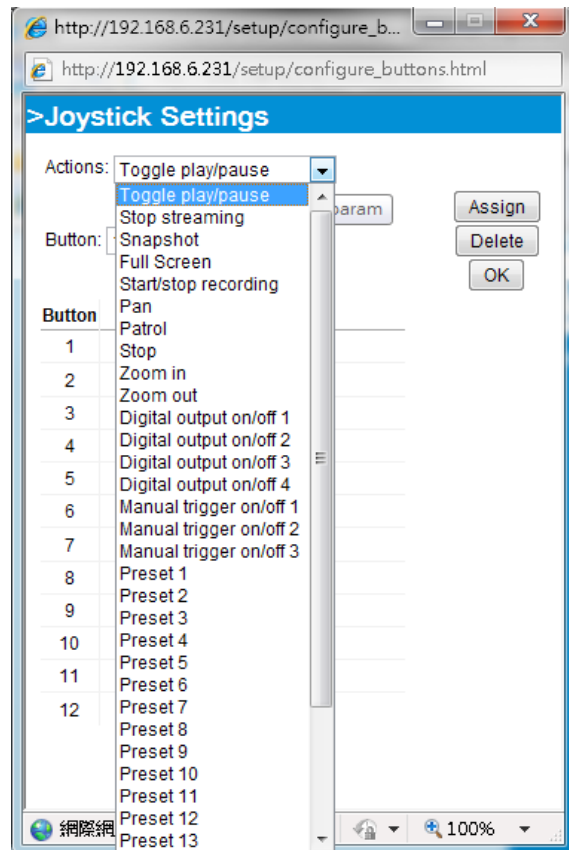 http://192.168.6.231/setup/configure_b...
http://192.168.6.231/setup/configure_buttons.html
>Joystick Settings
Actions: Toggle play/pause
Toggle play/pause
Stop streaming
Snapshot
Full Screen
Start/stop recording
Pan
Patrol
Stop
Zoom in
Zoom out
Digital output on/off 1
Digital output on/off 2
Digital output on/off 3
Digital output on/off 4
Manual trigger on/off 1
Manual trigger on/off 2
Manual trigger on/off 3
Preset 1
Preset 2
Preset 3
Preset 4
Preset 5
Preset 6
Preset 7
Preset 8
Preset 9
Preset 10
Preset 11
Preset 12
Preset 13
param
Assign
Button:
Delete
OK
Button
1
2
3
4
5
6
7
8
9
10
11
12
網際網
100%